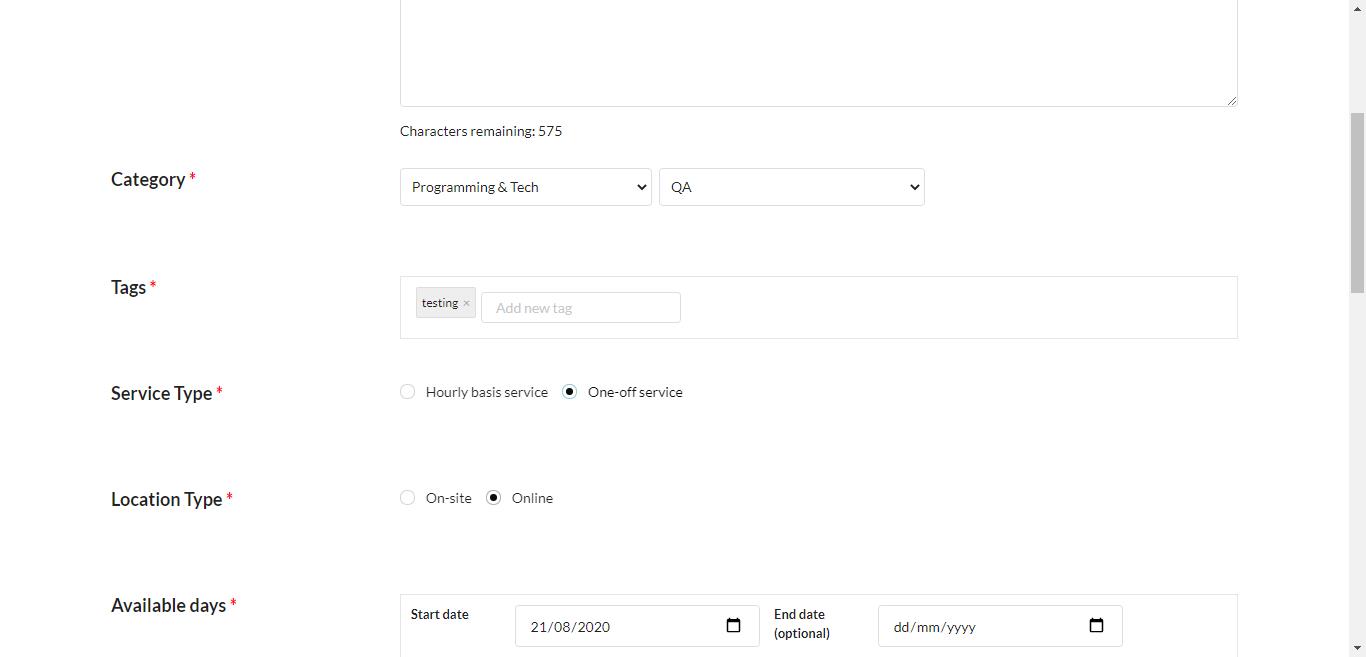 Characters remaining: 575
Category *
Programming & Tech
QA
Tags *
testing ×
Add new tag
Service Type *
Hourly basis service
One-off service
Location Type *
On-site
Online
Available days *
Start date
21/08/2020
End date
(optional)
dd/mm/yyyy